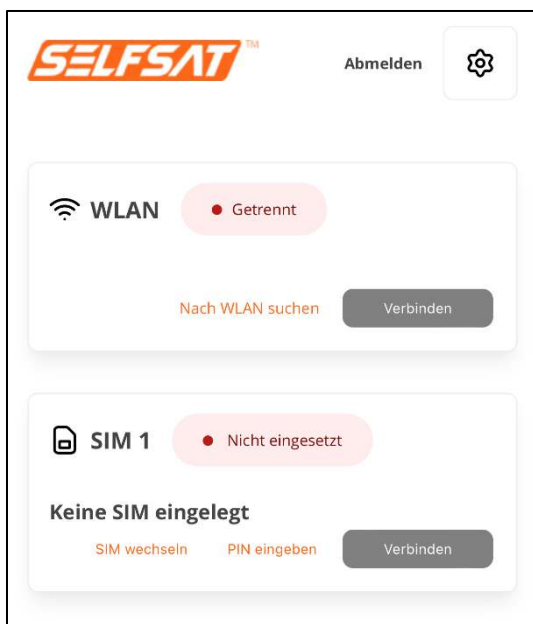 SELFSAT™
Abmelden
WLAN
Getrennt
Nach WLAN suchen
Verbinden
SIM 1
Nicht eingesetzt
Keine SIM eingelegt
SIM wechseln
PIN eingeben
Verbinden